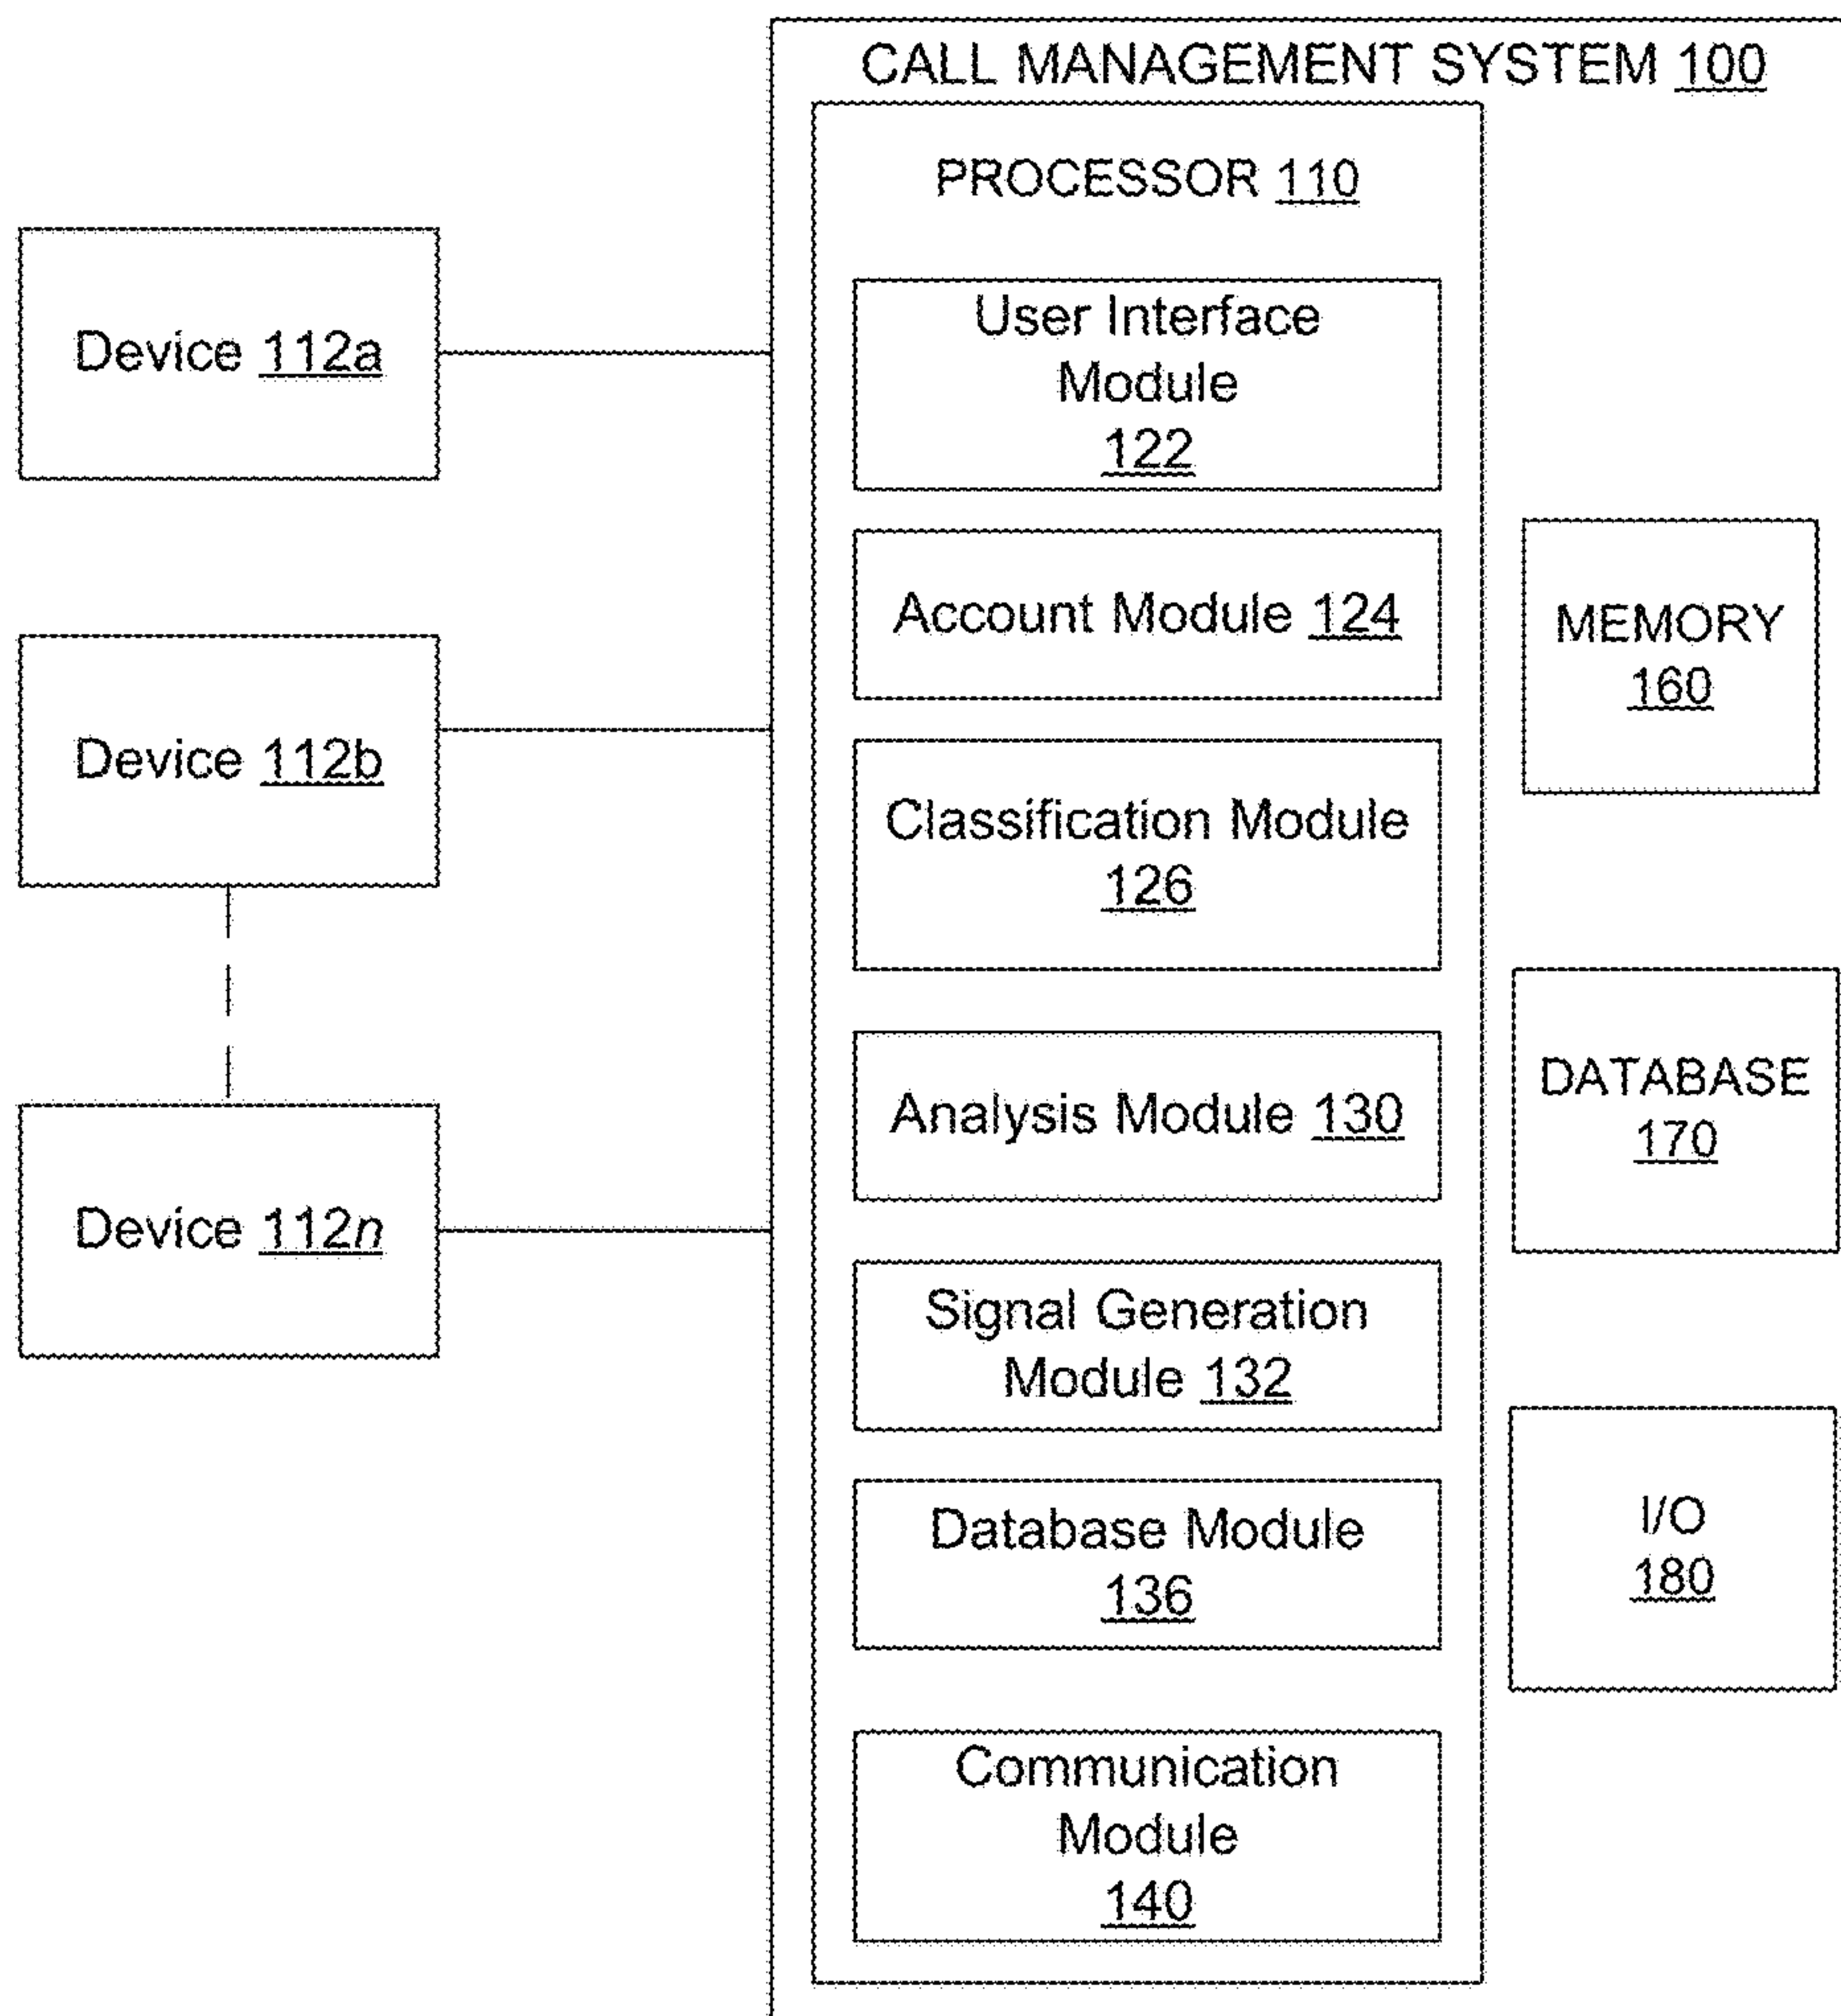 CALL MANAGEMENT SYSTEM 100
PROCESSOR 110
Device 112a
Device 112b
Device 112n
User Interface
Module
122
Account Module 124
Classification Module
126
Analysis Module 130
Signal Generation
Module 132
Database Module
136
Communication
Module
140
MEMORY
160
DATABASE
170
I/O
180